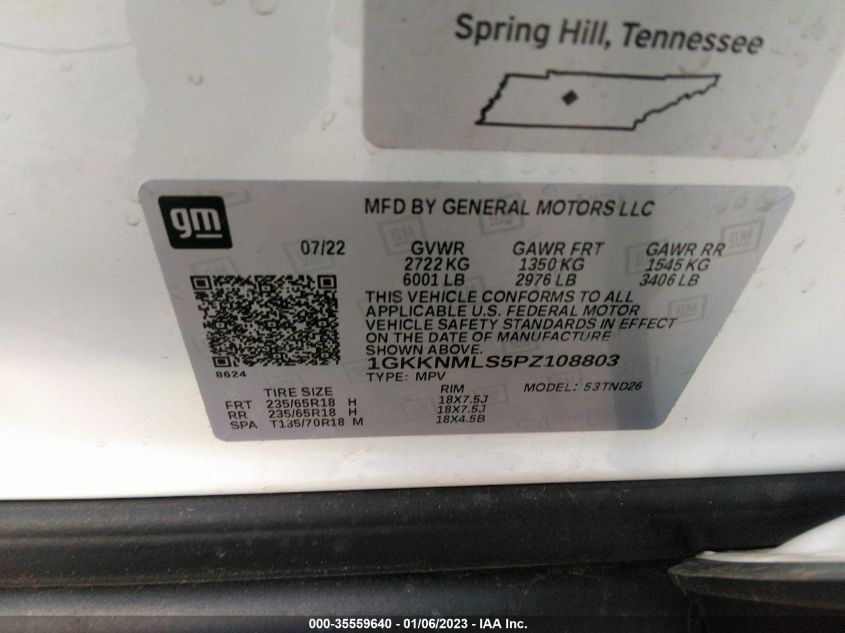 Spring Hill, Tennessee
gm
MFD BY GENERAL MOTORS LLC
07/22 GVWR GAWR FRT GAWR RR
2722 KG 1350 KG 1545 KG
6001 LB 2976 LB 3406 LB
THIS VEHICLE CONFORMS TO ALL
APPLICABLE U.S. FEDERAL MOTOR
VEHICLE SAFETY STANDARDS IN EFFECT
ON THE DATE OF MANUFACTURE
SHOWN ABOVE.
8624
1GKKNMLS5PZ108803
TYPE: MPV
TIRE SIZE RIM MODEL: 53TND26
FRT 235/65R18 H 18X7.5J
RR 235/65R18 H 18X7.5J
SPA T135/70R18 M 18X4.5B
000-35559640 - 01/06/2023 - IAA Inc.